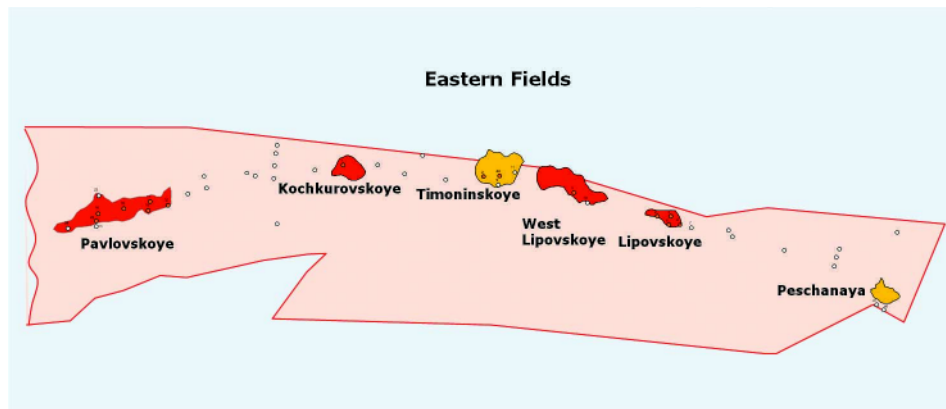 Eastern Fields
Kochkurovskoye
Timoninskoye
Pavlovskoye
West
Lipovskoye
Lipovskoye
Peschanaya